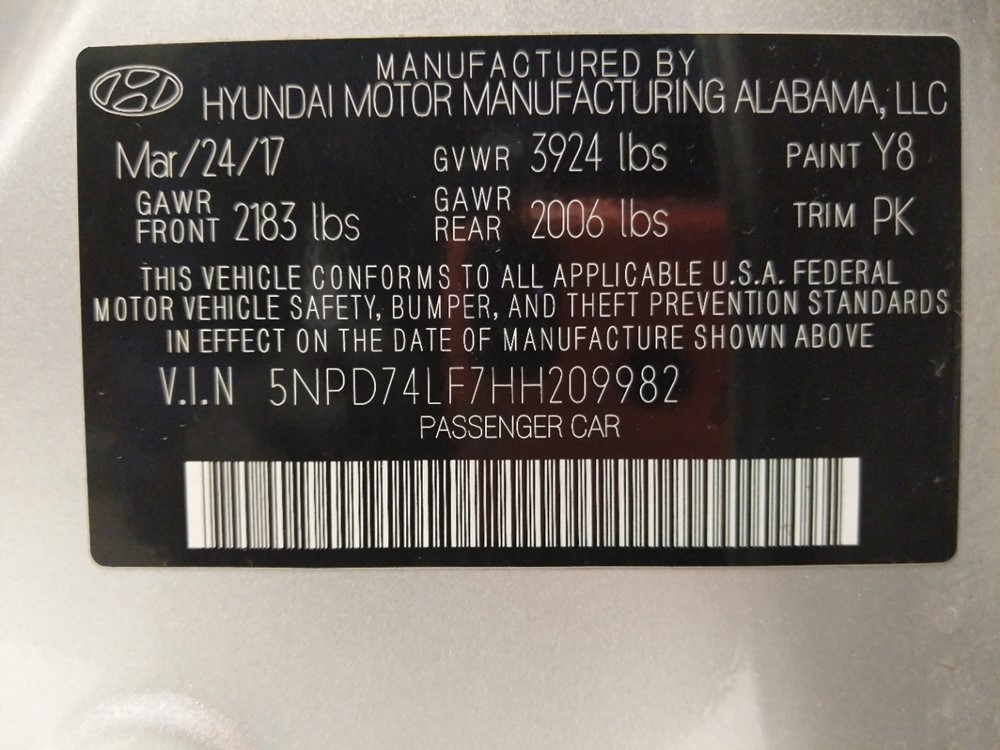 MANUFACTURED BY
HYUNDAI MOTOR MANUFACTURING ALABAMA, LLC
Mar/24/17 GVWR 3924 lbs PAINT Y8
GAWR FRONT 2183 lbs GAWR REAR 2006 lbs TRIM PK
THIS VEHICLE CONFORMS TO ALL APPLICABLE U.S.A. FEDERAL
MOTOR VEHICLE SAFETY, BUMPER, AND THEFT PREVENTION STANDARDS
IN EFFECT ON THE DATE OF MANUFACTURE SHOWN ABOVE
V.I.N 5NPD74LF7HH209982
PASSENGER CAR